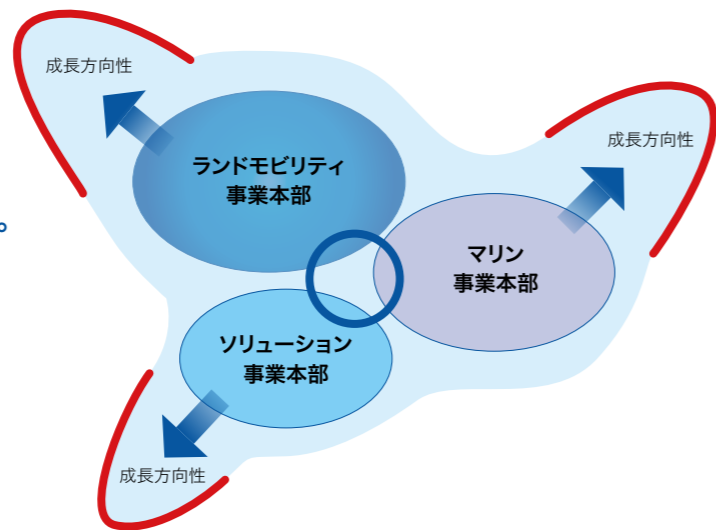 成長方向性
ランドモビリティ
事業本部
成長方向性
マリン
事業本部
。
ソリューション
事業本部
成長方向性